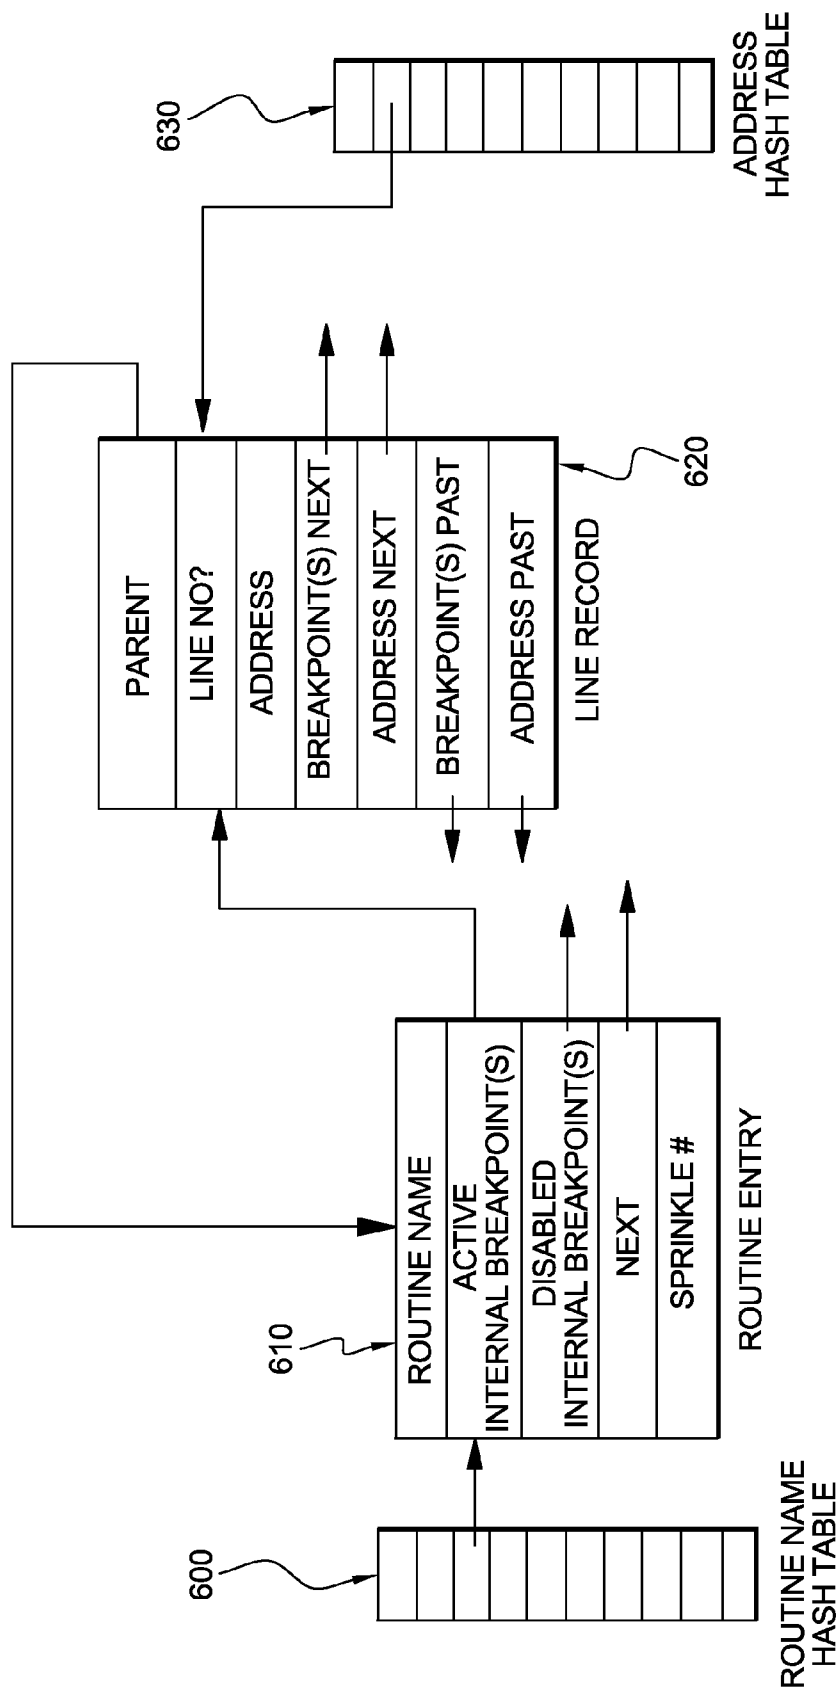 600
ROUTINE NAME
HASH TABLE
610
ROUTINE NAME
ACTIVE
INTERNAL BREAKPOINT(S)
DISABLED
INTERNAL BREAKPOINT(S)
NEXT
SPRINKLE #
ROUTINE ENTRY
PARENT
LINE NO?
ADDRESS
BREAKPOINT(S) NEXT
ADDRESS NEXT
BREAKPOINT(S) PAST
ADDRESS PAST
LINE RECORD
620
630
ADDRESS
HASH TABLE